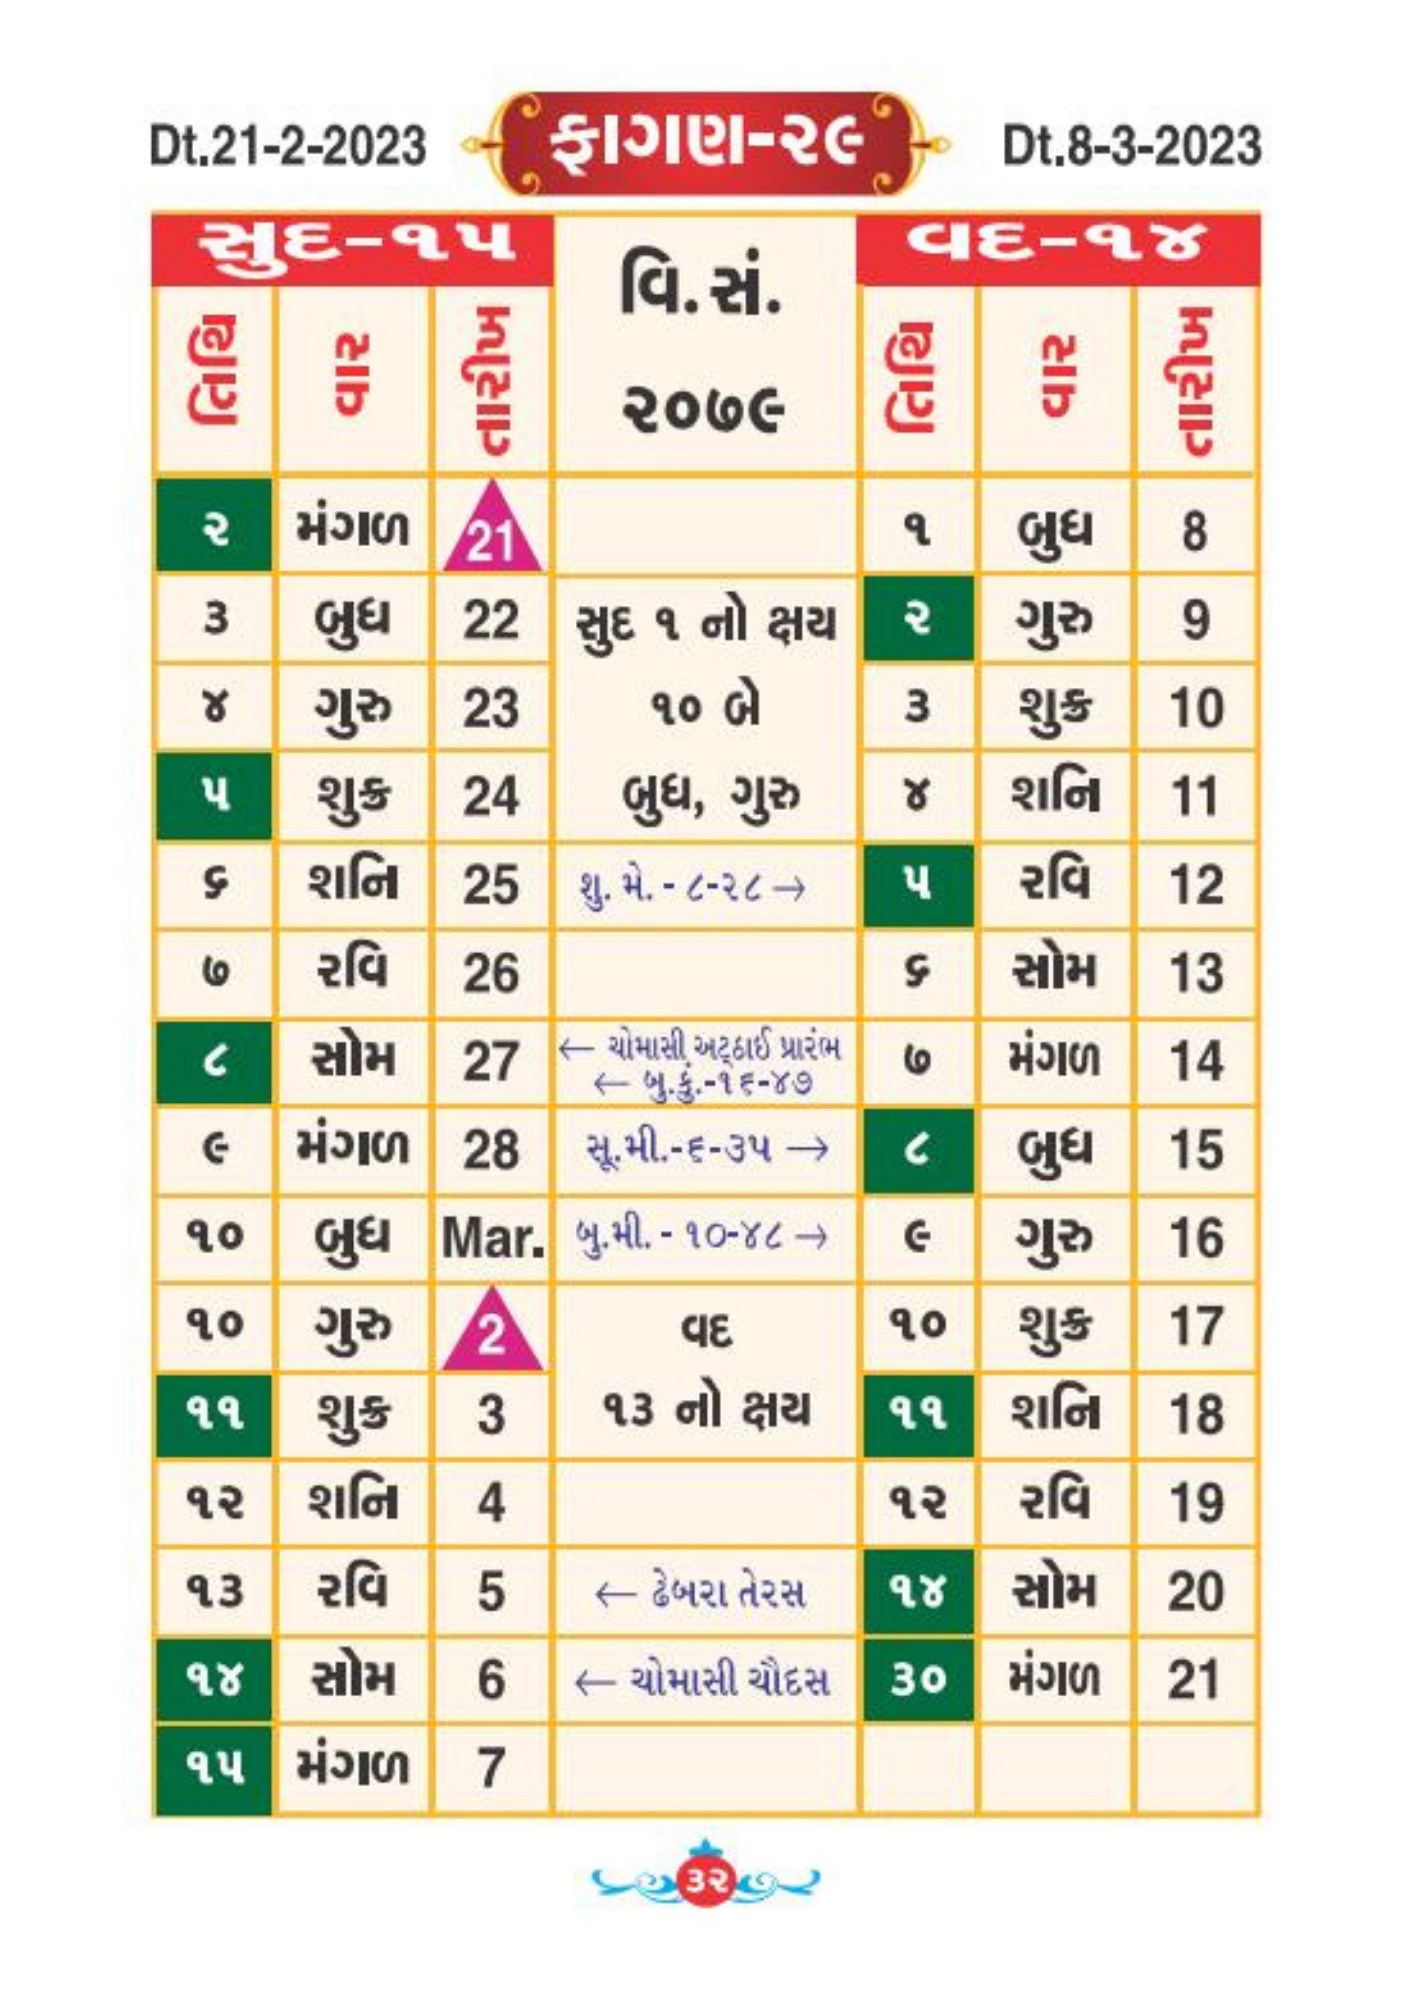 Dt.21-2-2023 ફાગણ-૨૯ Dt.8-3-2023
સુદ-૧૫ વિ.સં. વદ-૧૪
તિથિ વાર તારીખ ૨૦૭૯ તિથિ વાર તારીખ
૨ મંગળ 21 ૧ બુધ 8
૩ બુધ 22 સુદ ૧ નો ક્ષય ૨ ગુરુ 9
૪ ગુરુ 23 ૧૦ બે ૩ શુક્ર 10
૫ શુક્ર 24 બુધ, ગુરુ ૪ શનિ 11
૬ શનિ 25 શુ. મે. - ૮-૨૮ → ૫ રવિ 12
૭ રવિ 26 ૬ સોમ 13
૮ સોમ 27 ← ચોમાસી અટ્ઠાઈ પ્રારંભ ૭ મંગળ 14
← બુ.કું.-૧૬-૪૭
૯ મંગળ 28 સૂ.મી.-૬-૩૫ → ૮ બુધ 15
૧૦ બુધ Mar. બુ.મી. - ૧૦-૪૮ → ૯ ગુરુ 16
૧૦ ગુરુ 2 વદ ૧૦ શુક્ર 17
૧૧ શુક્ર 3 ૧૩ નો ક્ષય ૧૧ શનિ 18
૧૨ શનિ 4 ૧૨ રવિ 19
૧૩ રવિ 5 ← ઢેબરા તેરસ ૧૪ સોમ 20
૧૪ સોમ 6 ← ચોમાસી ચૌદસ ૩૦ મંગળ 21
૧૫ મંગળ 7
૩૨